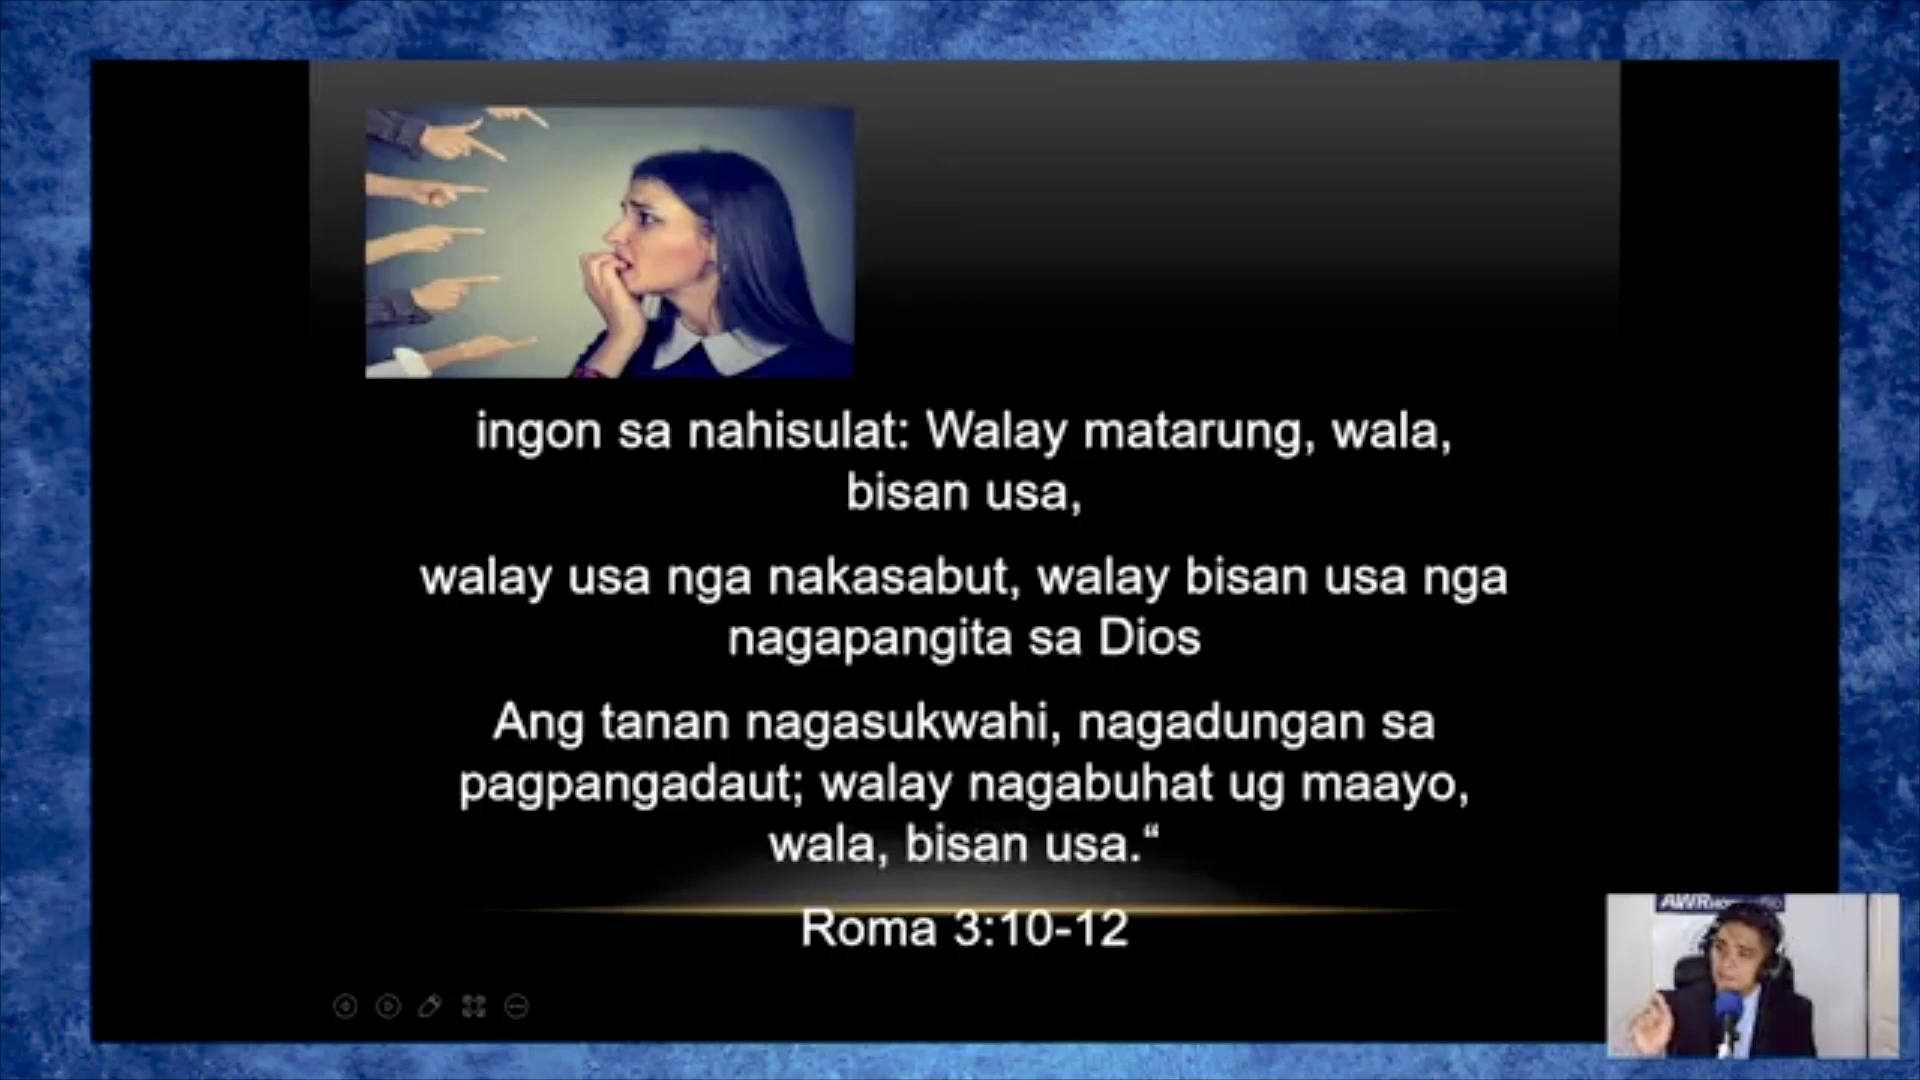 ingon sa nahisulat: Walay matarung, wala,
bisan usa,
walay usa nga nakasabut, walay bisan usa nga
nagapangita sa Dios
Ang tanan nagasukwahi, nagadungan sa
pagpangadaut; walay nagabuhat ug maayo,
wala, bisan usa.“
Roma 3:10-12
AWR